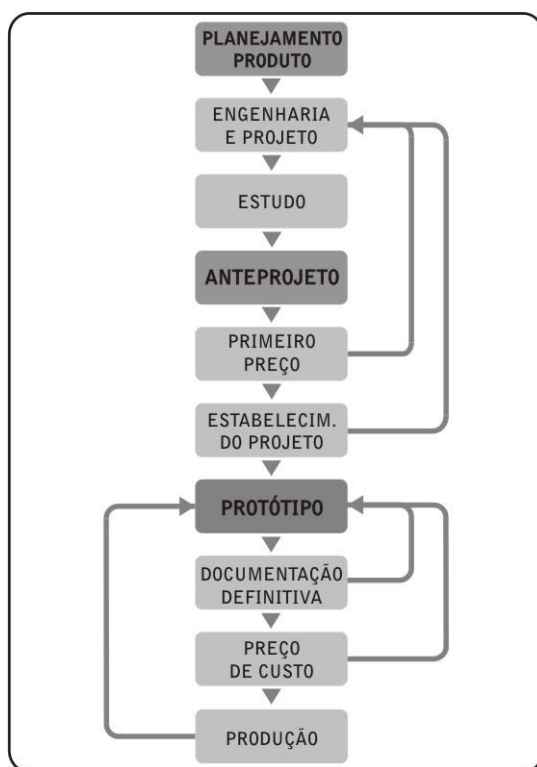 PLANEJAMENTO
PRODUTO
ENGENHARIA
E PROJETO
ESTUDO
ANTEPROJETO
PRIMEIRO
PREÇO
ESTABELECIM.
DO PROJETO
PROTÓTIPO
DOCUMENTAÇÃO
DEFINITIVA
PREÇO
DE CUSTO
PRODUÇÃO